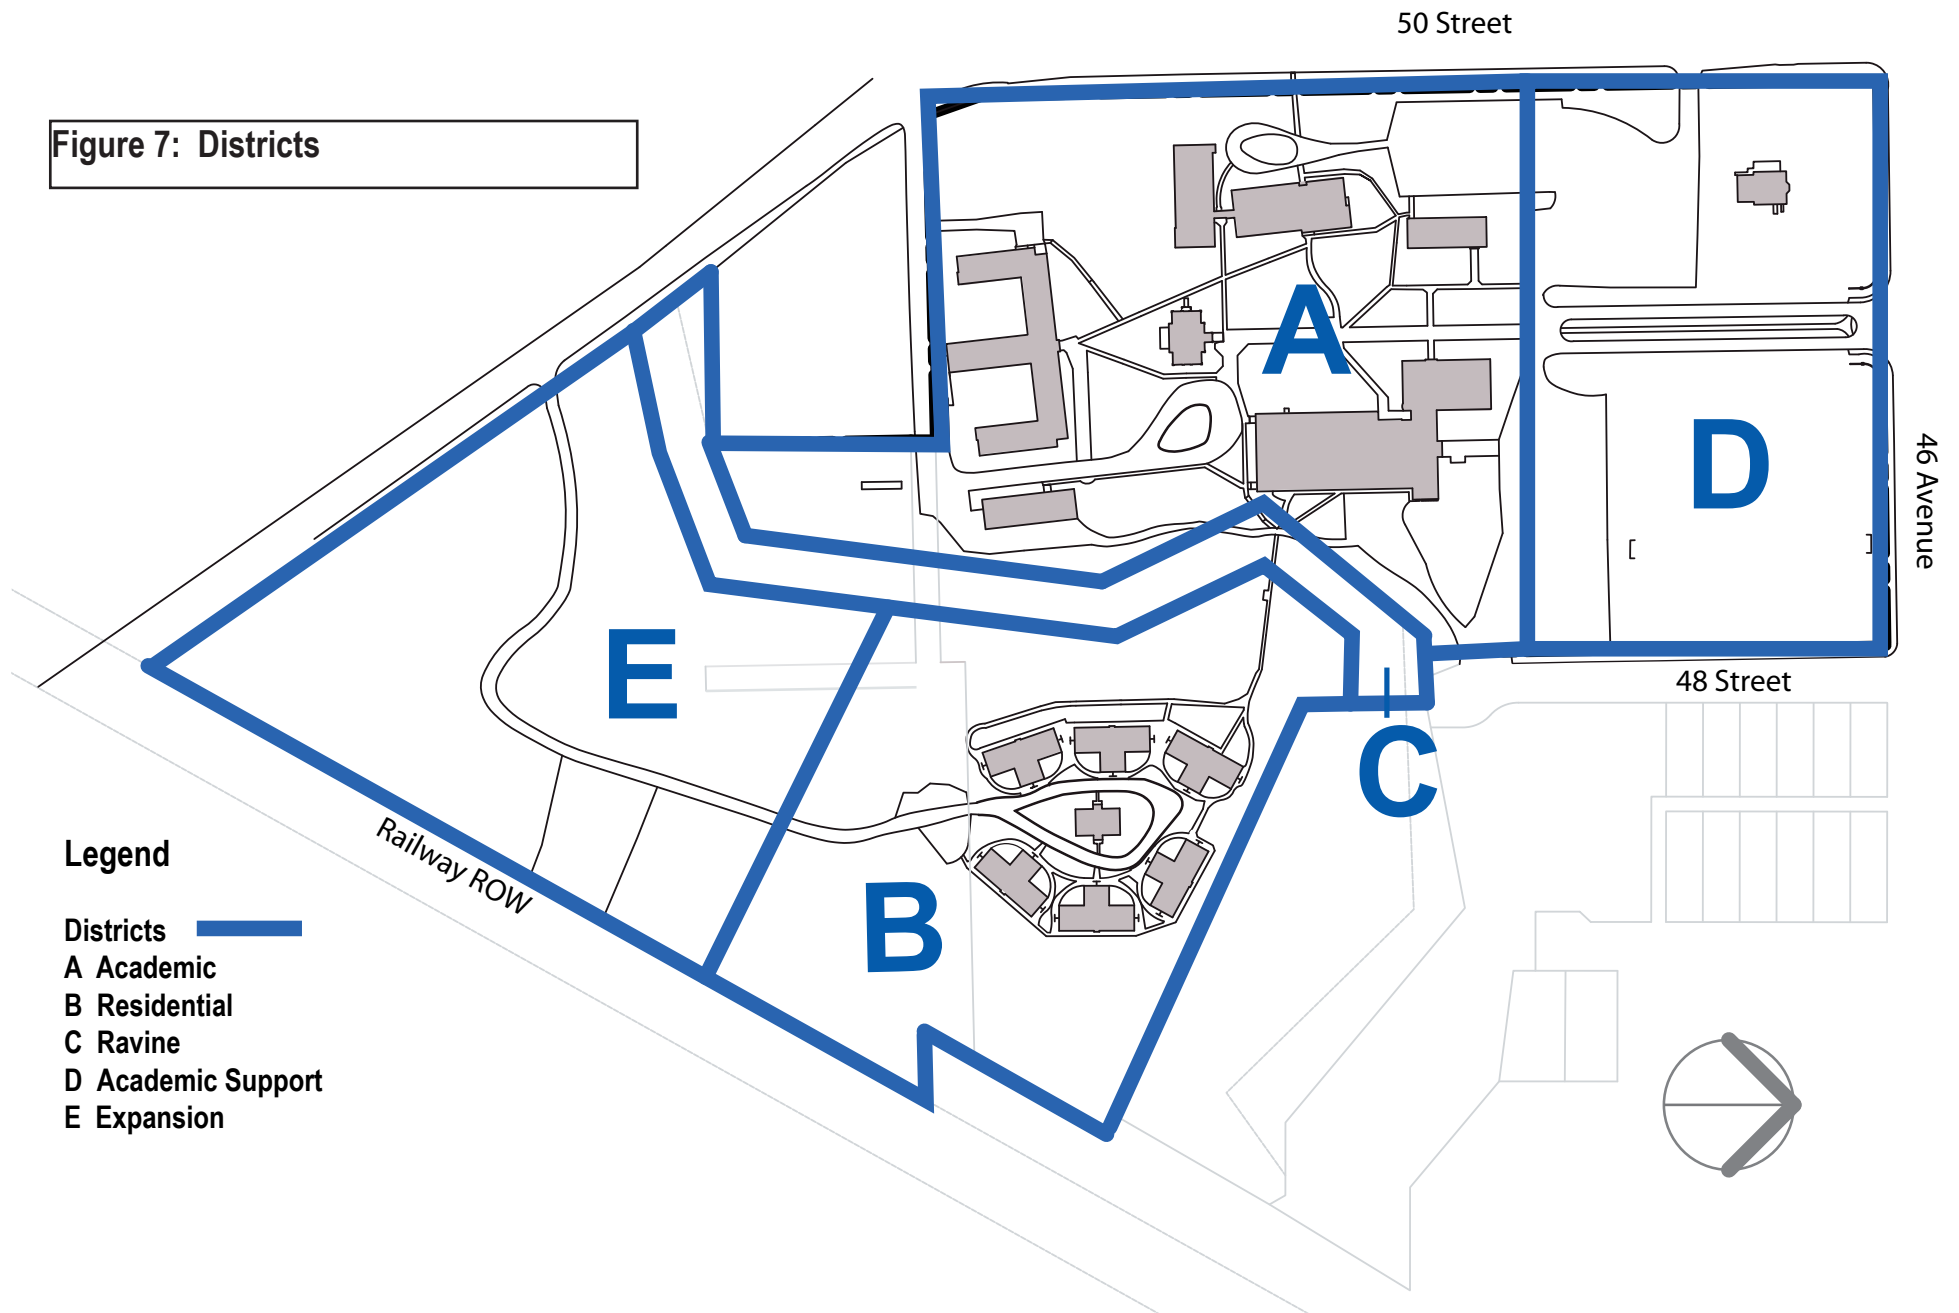 50 Street
Figure 7:  Districts
A
D
46 Avenue
E
48 Street
C
Railway ROW
B
Legend
Districts
A  Academic
B  Residential
C  Ravine
D  Academic Support
E  Expansion